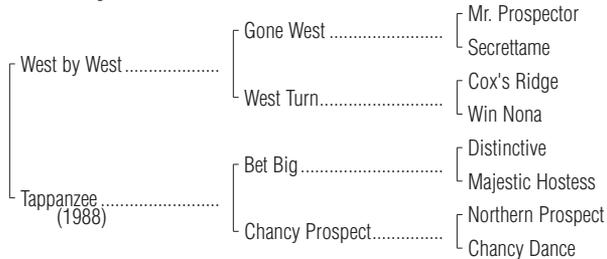 Mr. Prospector
Gone West ....................
Secrettame
West by West .................
Cox's Ridge
West Turn......................
Win Nona
Distinctive
Bet Big..........................
Majestic Hostess
Tappanzee .....................
(1988)
Northern Prospect
Chancy Prospect...............
Chancy Dance